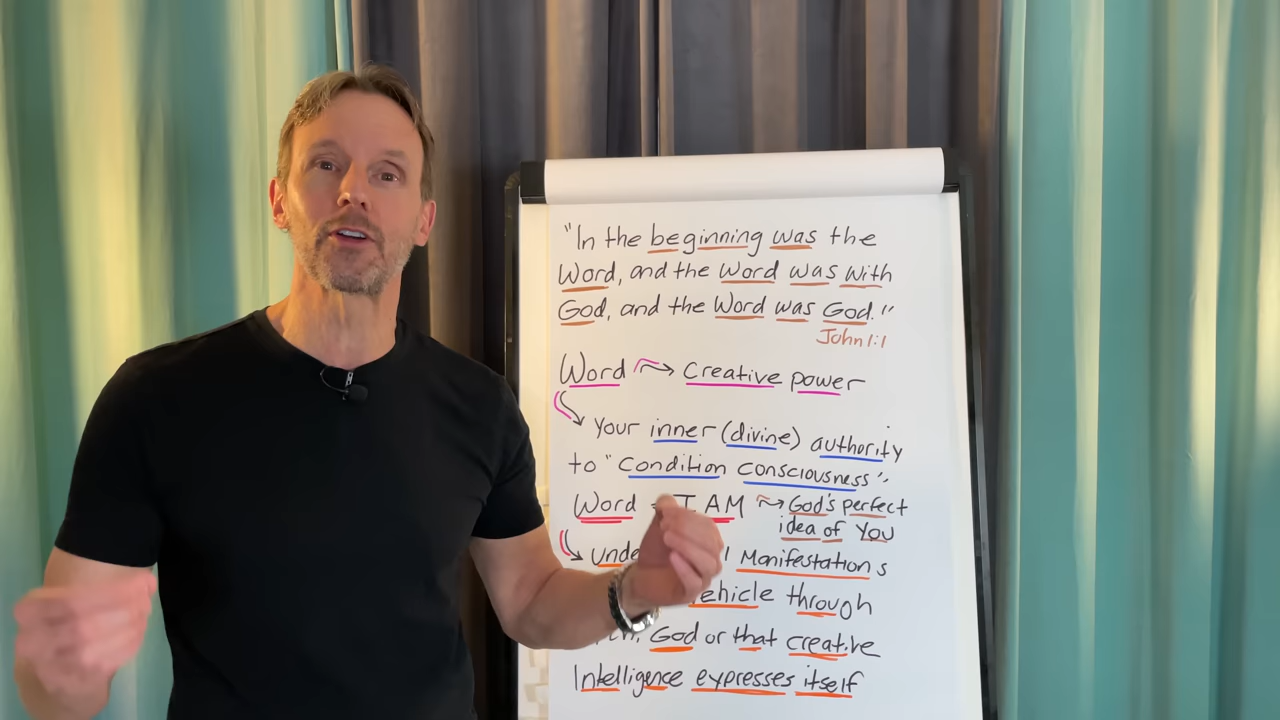 "In the beginning was the
Word, and the Word was with
God, and the Word was God."
John 1:1
Word → Creative power
Your inner (divine) authority
to "condition consciousness".
Word I AM → God's perfect
idea of You
Manifestations
through
God or that creative
Intelligence expresses itself